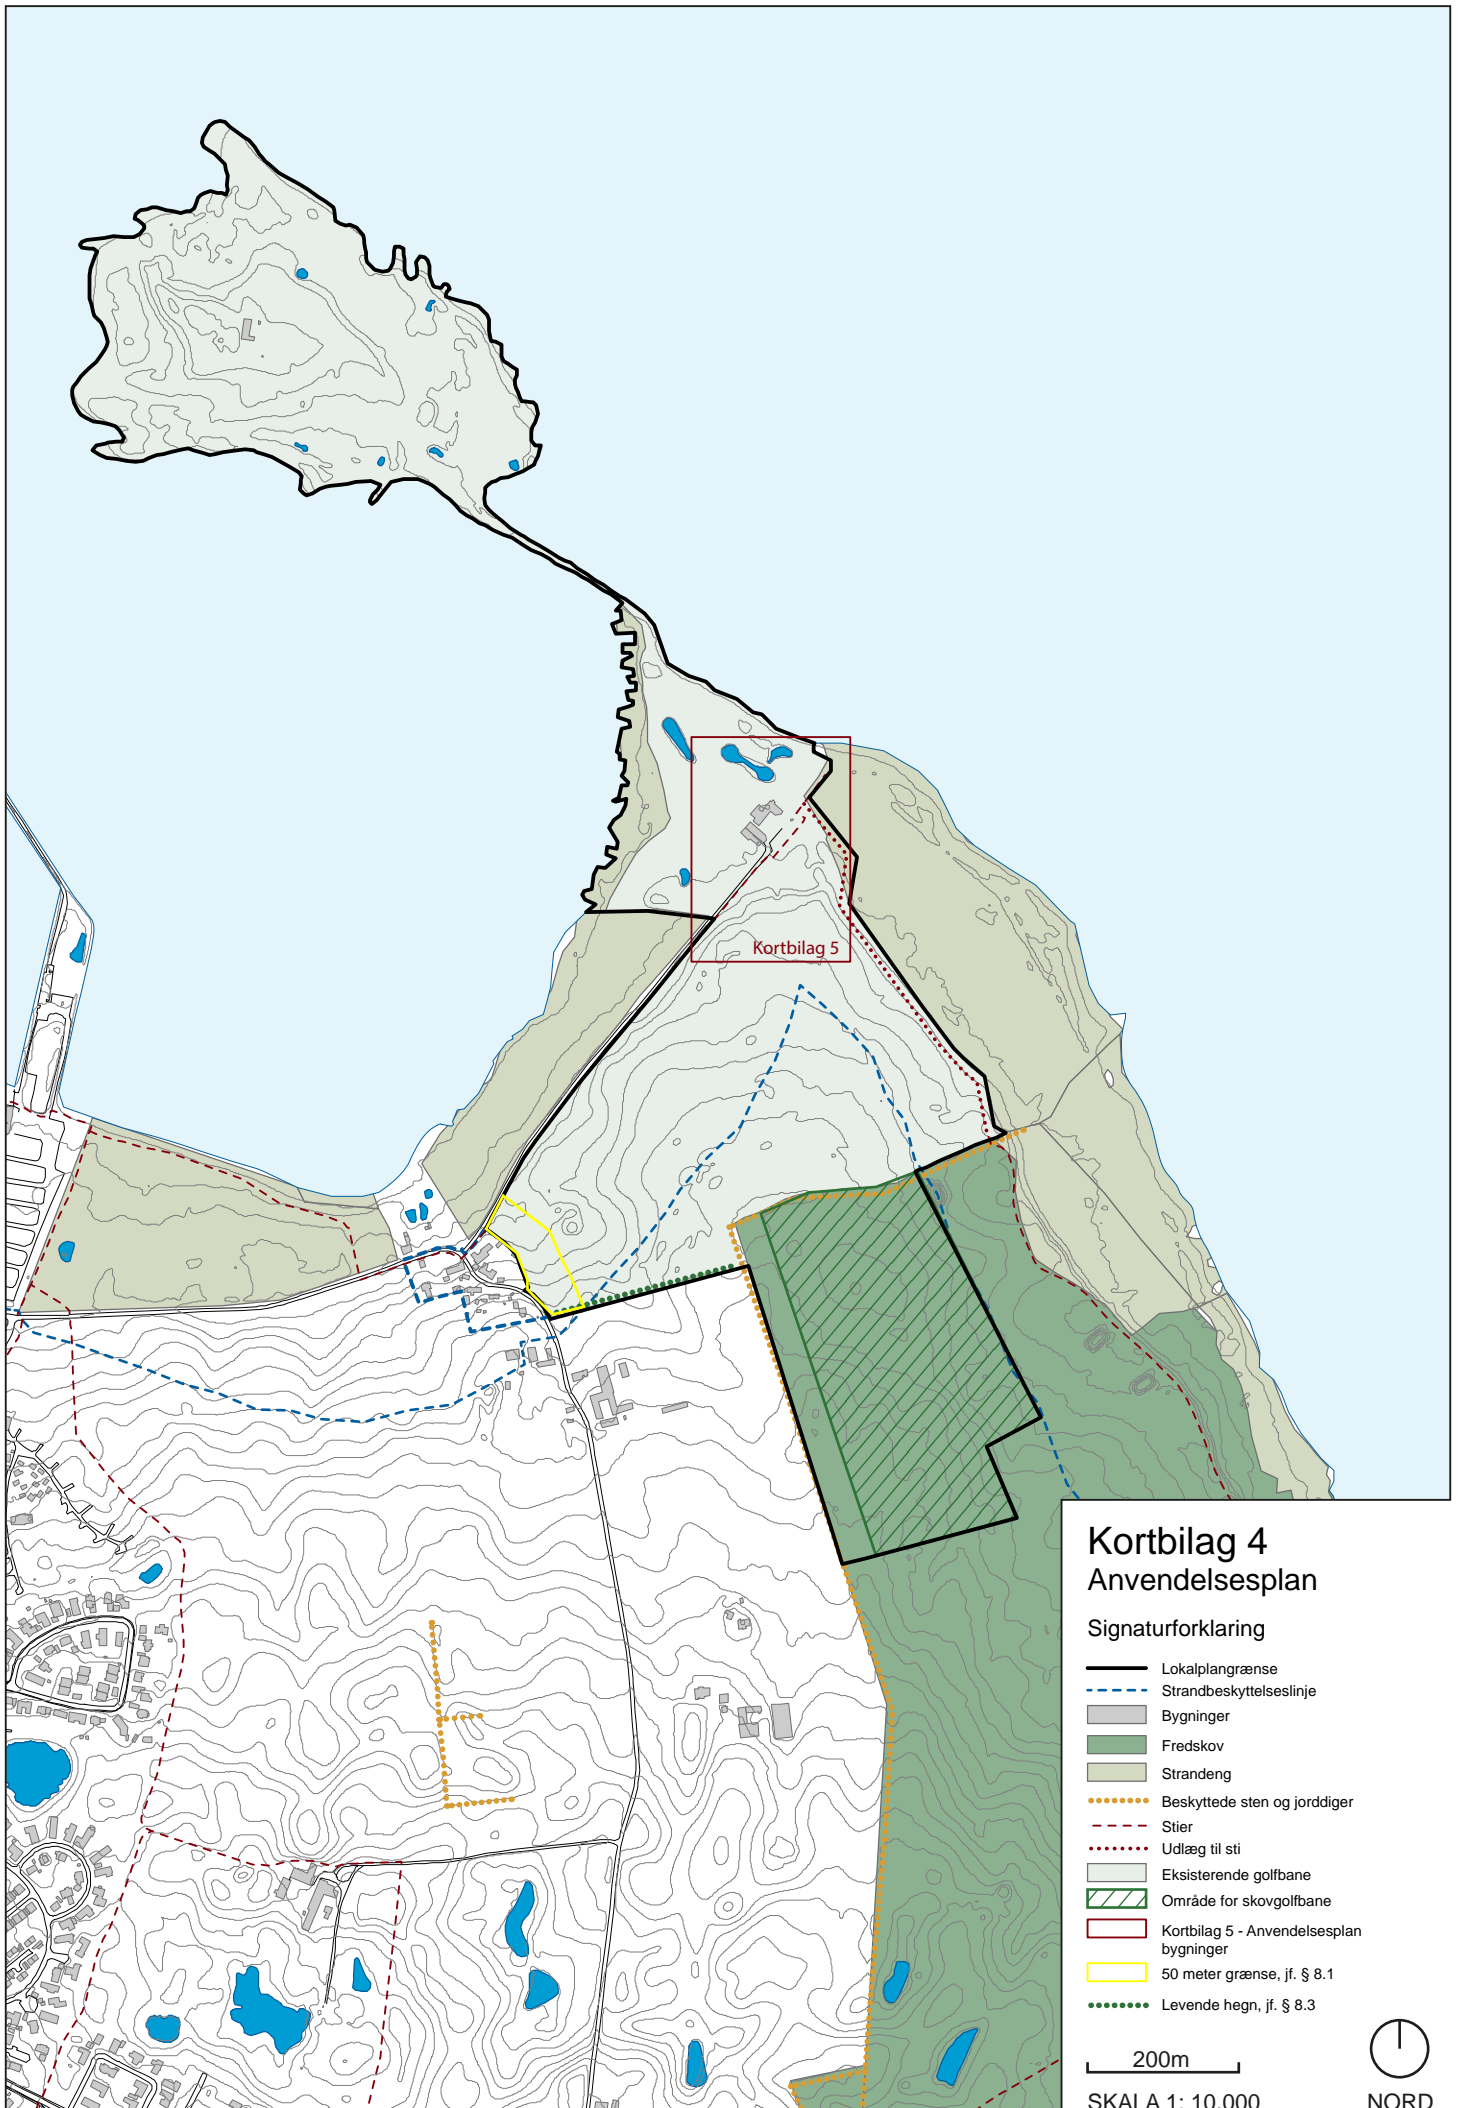 Kortbilag 5
Kortbilag 4
Anvendelsesplan
Signaturforklaring
Lokalplangrænse
Strandbeskyttelseslinje
Bygninger
Fredskov
Strandeng
Beskyttede sten og jorddiger
Stier
Udlæg til sti
Eksisterende golfbane
Område for skovgolfbane
Kortbilag 5 - Anvendelsesplan
bygninger
50 meter grænse, jf. § 8.1
Levende hegn, jf. § 8.3
200m
SKALA 1: 10.000
NORD